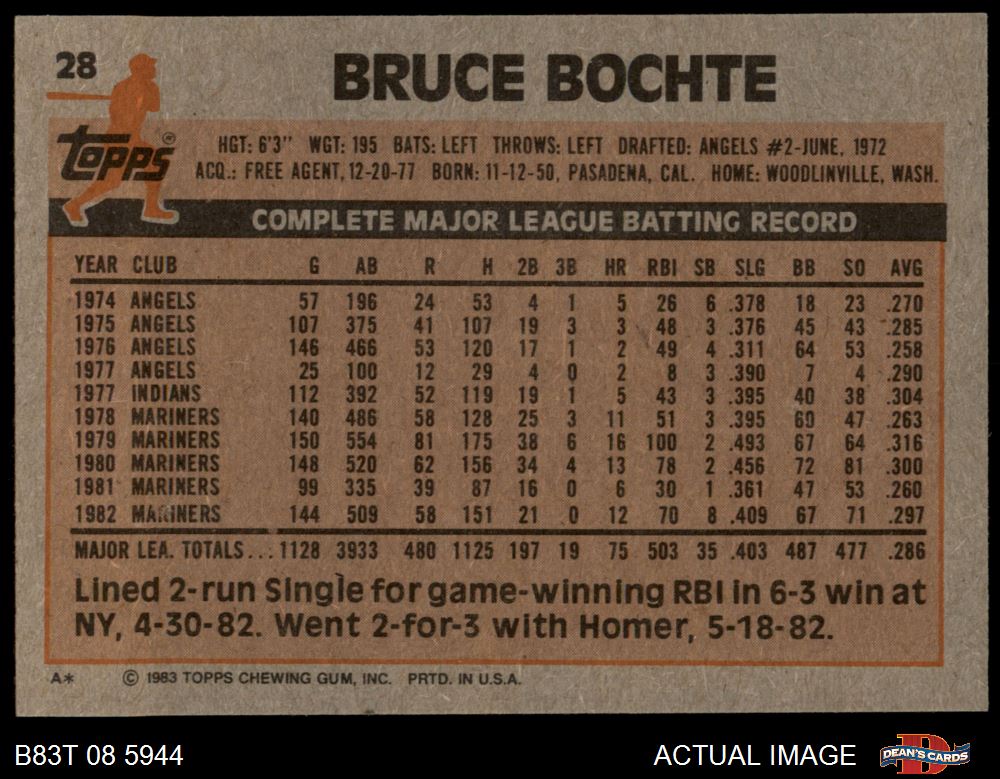 28
BRUCE BOCHTE
Topps®
HGT: 6'3" WGT: 195 BATS: LEFT THROWS: LEFT DRAFTED: ANGELS #2-JUNE, 1972
ACQ.: FREE AGENT, 12-20-77 BORN: 11-12-50, PASADENA, CAL. HOME: WOODLINVILLE, WASH.
COMPLETE MAJOR LEAGUE BATTING RECORD
YEAR CLUB G AB R H 2B 3B HR RBI SB SLG BB SO AVG
1974 ANGELS 57 196 24 53 4 1 5 26 6 .378 18 23 .270
1975 ANGELS 107 375 41 107 19 3 3 48 3 .376 45 43 .285
1976 ANGELS 146 466 53 120 17 1 2 49 4 .311 64 53 .258
1977 ANGELS 25 100 12 29 4 0 2 8 3 .390 7 4 .290
1977 INDIANS 112 392 52 119 19 1 5 43 3 .395 40 38 .304
1978 MARINERS 140 486 58 128 25 3 11 51 3 .395 60 47 .263
1979 MARINERS 150 554 81 175 38 6 16 100 2 .493 67 64 .316
1980 MARINERS 148 520 62 156 34 4 13 78 2 .456 72 81 .300
1981 MARINERS 99 335 39 87 16 0 6 30 1 .361 47 53 .260
1982 MARINERS 144 509 58 151 21 0 12 70 8 .409 67 71 .297
MAJOR LEA. TOTALS... 1128 3933 480 1125 197 19 75 503 35 .403 487 477 .286
Lined 2-run Single for game-winning RBI in 6-3 win at
NY, 4-30-82. Went 2-for-3 with Homer, 5-18-82.
A* © 1983 TOPPS CHEWING GUM, INC. PRTD. IN U.S.A.
B83T 08 5944 ACTUAL IMAGE DEAN'S CARDS